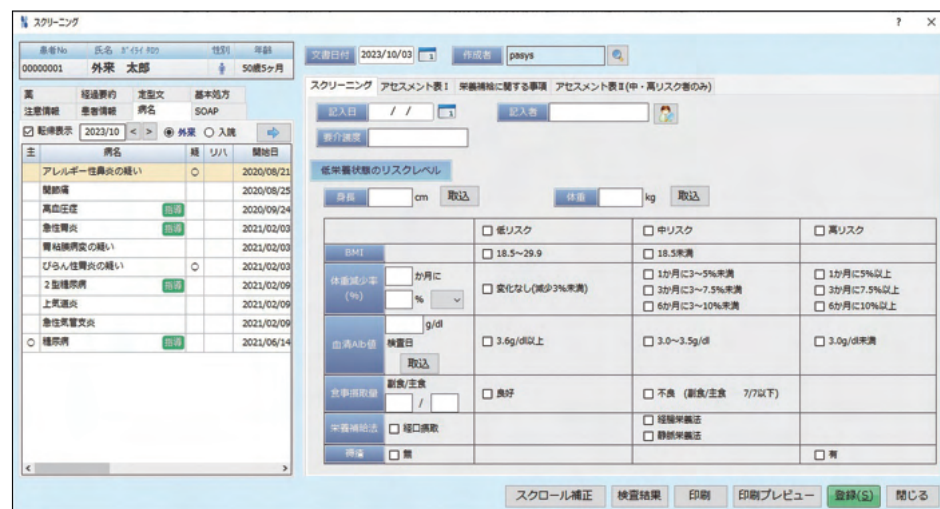 スクリーニング ? ×
患者No 氏名 ｶﾞｲﾗｲ ﾀﾛｳ 性別 年齢
00000001 外来 太郎 50歳5ヶ月
文書日付 2023/10/03 作成者 pasys
薬 経過要約 定型文 基本処方
注意情報 患者情報 病名 SOAP
転帰表示 2023/10 < > 外来 入院
主 病名 疑 リハ 開始日
アレルギー性鼻炎の疑い ○ 2020/08/21
関節痛 2020/08/25
高血圧症 指導 2020/09/24
急性胃炎 指導 2021/02/03
胃粘膜病変の疑い 2021/02/03
びらん性胃炎の疑い ○ 2021/02/03
２型糖尿病 指導 2021/02/09
上気道炎 2021/02/09
急性気管支炎 2021/02/09
○ 糖尿病 指導 2021/06/14
スクリーニング アセスメント表Ⅰ 栄養補給に関する事項 アセスメント表Ⅱ(中・高リスク者のみ)
記入日 / / 記入者
要介護度
低栄養状態のリスクレベル
身長 cm 取込 体重 kg 取込
低リスク 中リスク 高リスク
BMI 18.5～29.9 18.5未満
体重減少率 か月に
(%) %
変化なし(減少3%未満)
1か月に3～5%未満 1か月に5%以上
3か月に3～7.5%未満 3か月に7.5%以上
6か月に3～10%未満 6か月に10%以上
血清Alb値 g/dl
検査日
取込
3.6g/dl以上 3.0～3.5g/dl 3.0g/dl未満
食事摂取量 副食/主食
/
良好 不良 (副食/主食 7/7以下)
栄養補給法 経口摂取 経腸栄養法
静脈栄養法
褥瘡 無 有
スクロール補正 検査結果 印刷 印刷プレビュー 登録(S) 閉じる